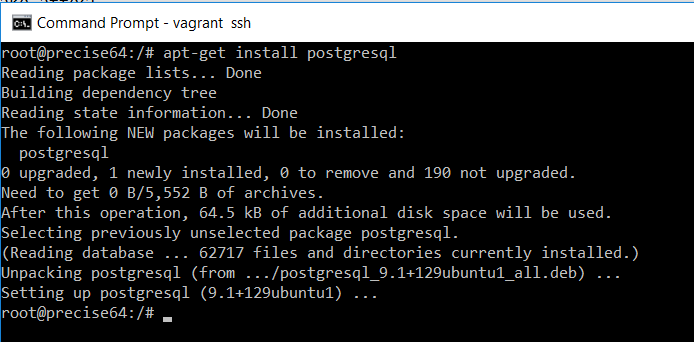 Command Prompt - vagrant ssh
root@precise64:/# apt-get install postgresql
Reading package lists... Done
Building dependency tree
Reading state information... Done
The following NEW packages will be installed:
  postgresql
0 upgraded, 1 newly installed, 0 to remove and 190 not upgraded.
Need to get 0 B/5,552 B of archives.
After this operation, 64.5 kB of additional disk space will be used.
Selecting previously unselected package postgresql.
(Reading database ... 62717 files and directories currently installed.)
Unpacking postgresql (from .../postgresql_9.1+129ubuntu1_all.deb) ...
Setting up postgresql (9.1+129ubuntu1) ...
root@precise64:/#